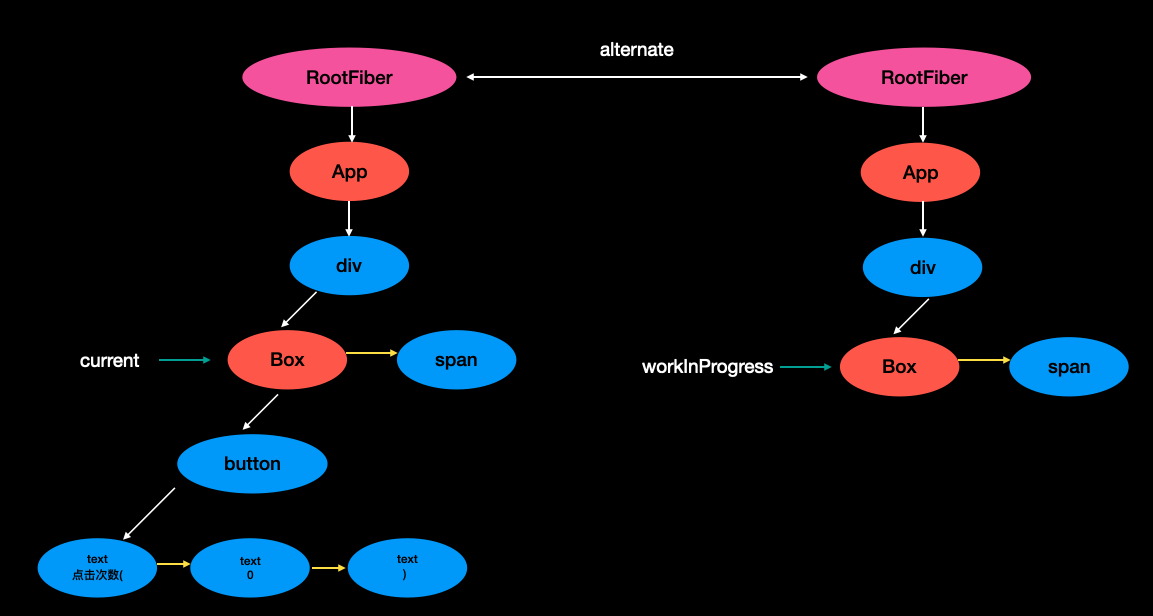 alternate
RootFiber
RootFiber
App
App
div
div
current
Box
span
workInProgress
Box
span
button
text
点击次数(
text
0
text
)